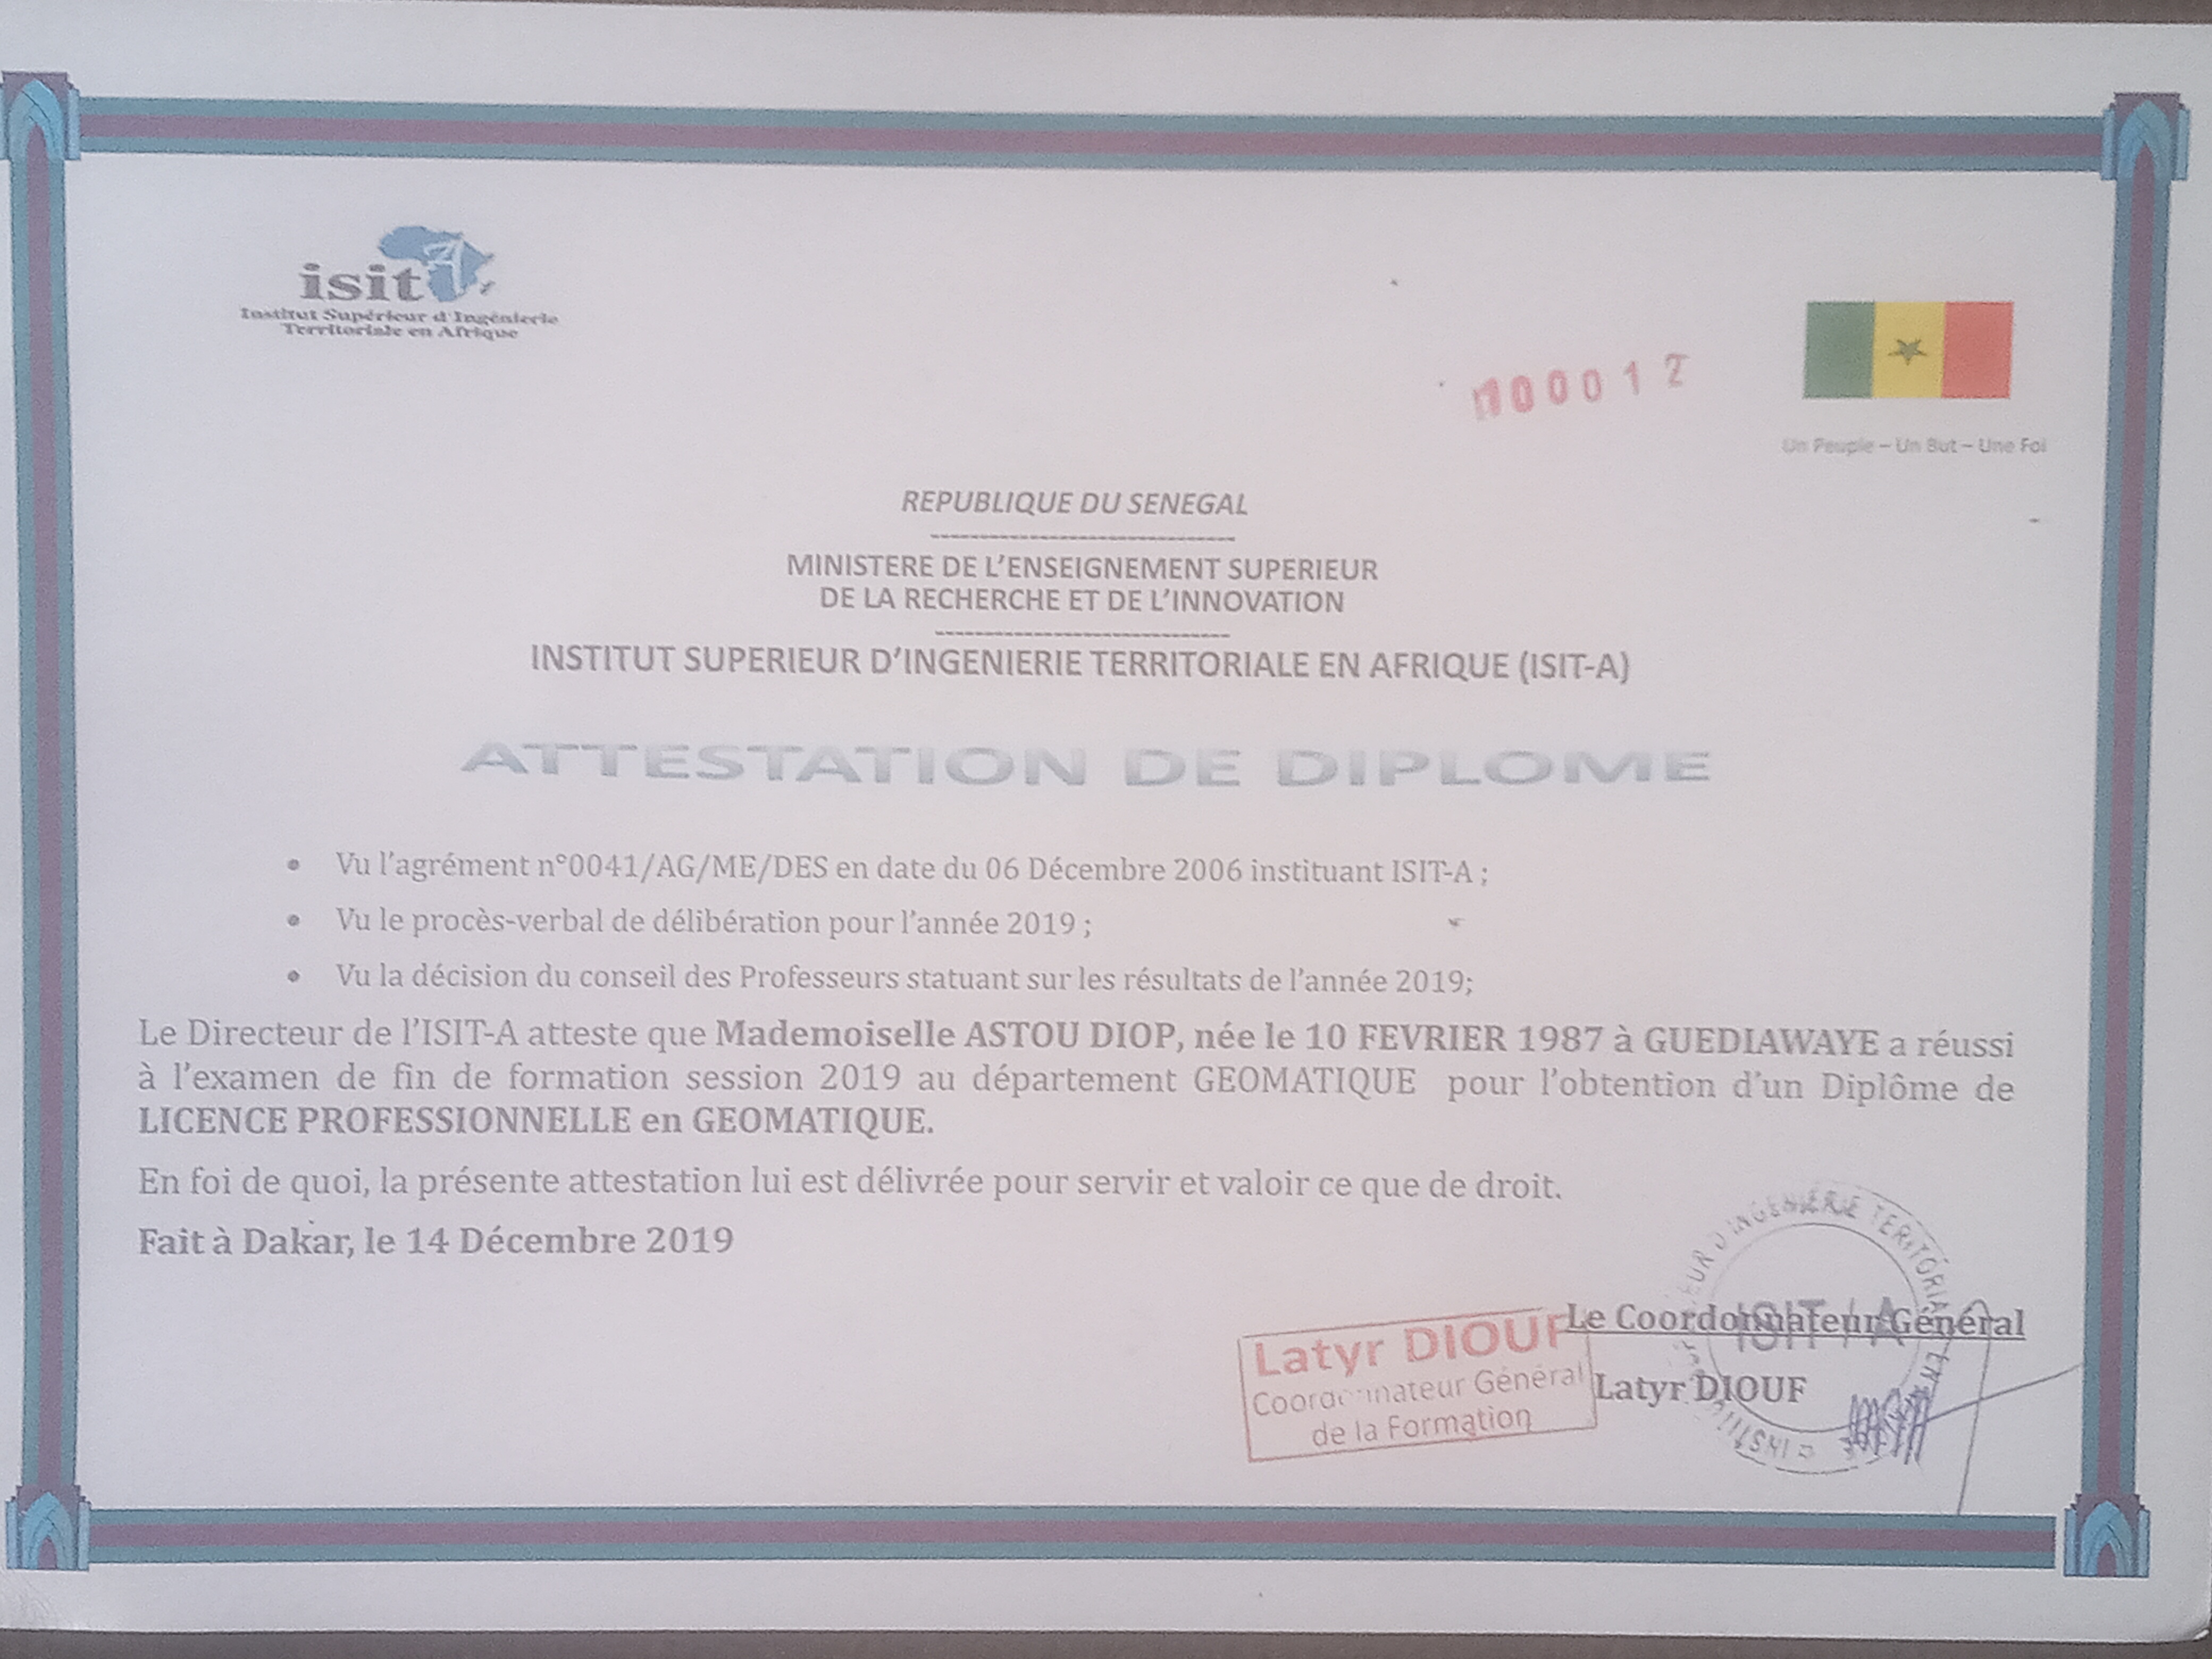 isit A
Institut Supérieur d'Ingénierie
Territoriale en Afrique
00012
Un Peuple – Un But – Une Foi
REPUBLIQUE DU SENEGAL
------------------------------
MINISTERE DE L'ENSEIGNEMENT SUPERIEUR
DE LA RECHERCHE ET DE L'INNOVATION
------------------------------
INSTITUT SUPERIEUR D'INGENIERIE TERRITORIALE EN AFRIQUE (ISIT-A)
ATTESTATION DE DIPLOME
• Vu l'agrément n°0041/AG/ME/DES en date du 06 Décembre 2006 instituant ISIT-A ;
• Vu le procès-verbal de délibération pour l'année 2019 ;
• Vu la décision du conseil des Professeurs statuant sur les résultats de l'année 2019;
Le Directeur de l'ISIT-A atteste que Mademoiselle ASTOU DIOP, née le 10 FEVRIER 1987 à GUEDIAWAYE a réussi
à l'examen de fin de formation session 2019 au département GEOMATIQUE pour l'obtention d'un Diplôme de
LICENCE PROFESSIONNELLE en GEOMATIQUE.
En foi de quoi, la présente attestation lui est délivrée pour servir et valoir ce que de droit.
Fait à Dakar, le 14 Décembre 2019
Le Coordonnateur Général
Latyr DIOUF
Latyr DIOUF
Coordonnateur Général
de la Formation
D'INGENIERIE TERRITORIA
ISIT / A